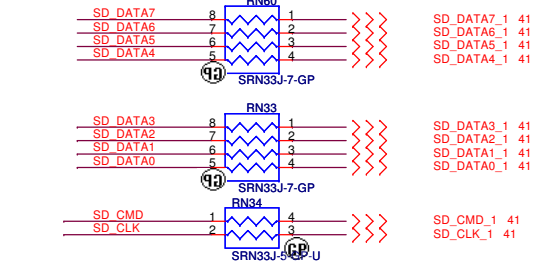 RN60
SD_DATA7 8 1 SD_DATA7_1 41
SD_DATA6 7 2 SD_DATA6_1 41
SD_DATA5 6 3 SD_DATA5_1 41
SD_DATA4 5 4 SD_DATA4_1 41
GP
SRN33J-7-GP
RN33
SD_DATA3 8 1 SD_DATA3_1 41
SD_DATA2 7 2 SD_DATA2_1 41
SD_DATA1 6 3 SD_DATA1_1 41
SD_DATA0 5 4 SD_DATA0_1 41
GP
SRN33J-7-GP
RN34
SD_CMD 1 4 SD_CMD_1 41
SD_CLK 2 3 SD_CLK_1 41
GP
SRN33J-5-GP-U